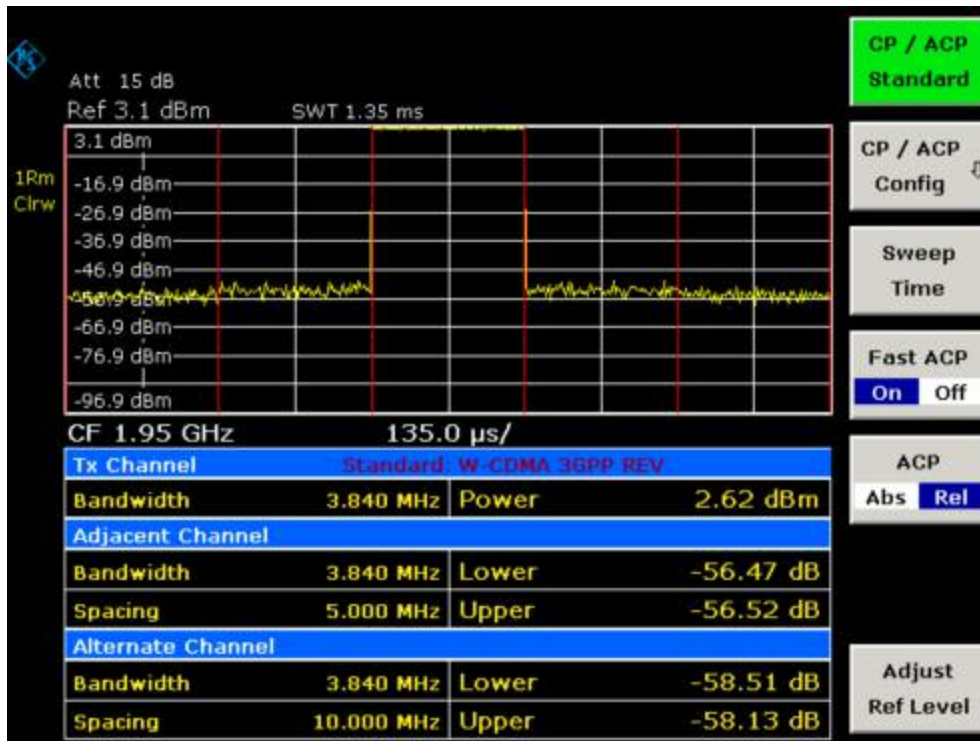 CP / ACP
Standard
Att 15 dB
Ref 3.1 dBm SWT 1.35 ms
3.1 dBm
CP / ACP
Config
1Rm
Clrw
-16.9 dBm
-26.9 dBm
-36.9 dBm
-46.9 dBm
-56.9 dBm
-66.9 dBm
-76.9 dBm
-96.9 dBm
Sweep
Time
Fast ACP
On Off
CF 1.95 GHz 135.0 µs/
Tx Channel Standard: W-CDMA 3GPP REV
Bandwidth 3.840 MHz Power 2.62 dBm
ACP
Abs Rel
Adjacent Channel
Bandwidth 3.840 MHz Lower -56.47 dB
Spacing 5.000 MHz Upper -56.52 dB
Alternate Channel
Bandwidth 3.840 MHz Lower -58.51 dB
Spacing 10.000 MHz Upper -58.13 dB
Adjust
Ref Level